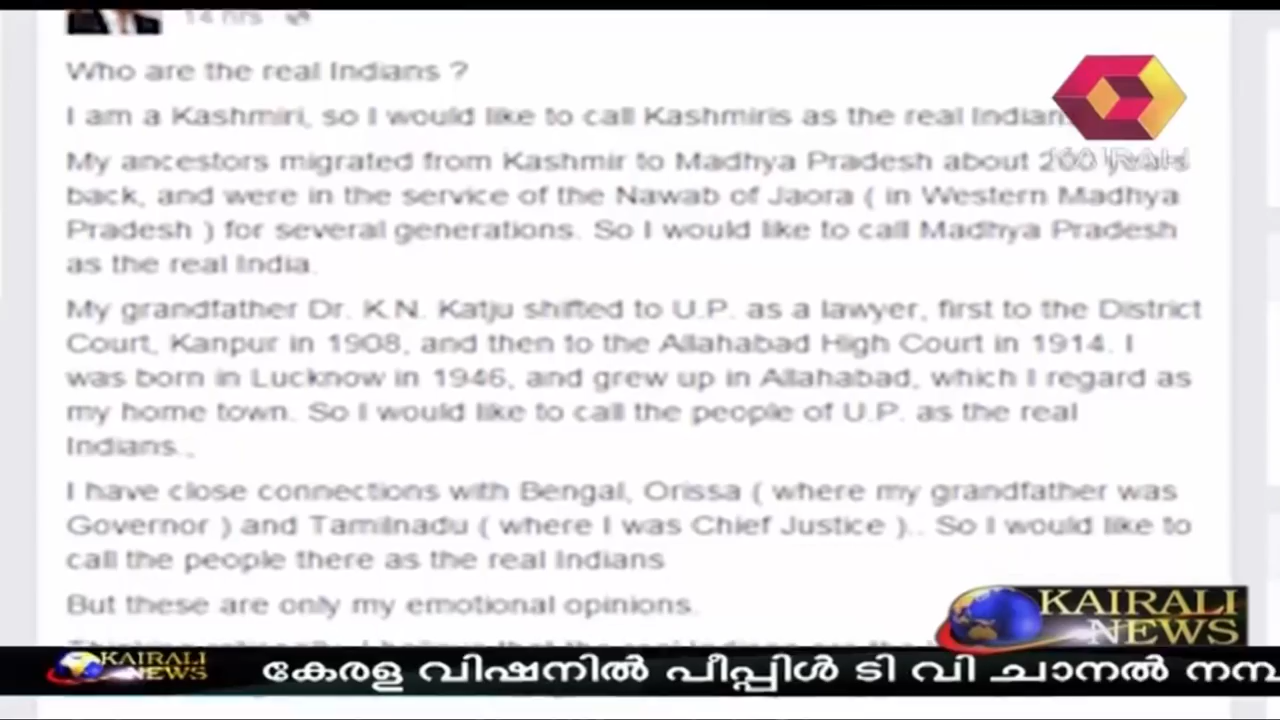 14 hrs
Who are the real Indians ?
I am a Kashmiri, so I would like to call Kashmiris as the real Indian
My ancestors migrated from Kashmir to Madhya Pradesh about 200 years
back, and were in the service of the Nawab of Jaora ( in Western Madhya
Pradesh ) for several generations. So I would like to call Madhya Pradesh
as the real India.
My grandfather Dr. K.N. Katju shifted to U.P. as a lawyer, first to the District
Court, Kanpur in 1908, and then to the Allahabad High Court in 1914. I
was born in Lucknow in 1946, and grew up in Allahabad, which I regard as
my home town. So I would like to call the people of U.P. as the real
Indians.,
I have close connections with Bengal, Orissa ( where my grandfather was
Governor ) and Tamilnadu ( where I was Chief Justice ).. So I would like to
call the people there as the real Indians
But these are only my emotional opinions.
KAIRALI
KAIRALI
NEWS
KAIRALI
NEWS
കേരള വിഷനിൽ പീപ്പിൾ ടി വി ചാനൽ നമ്പ